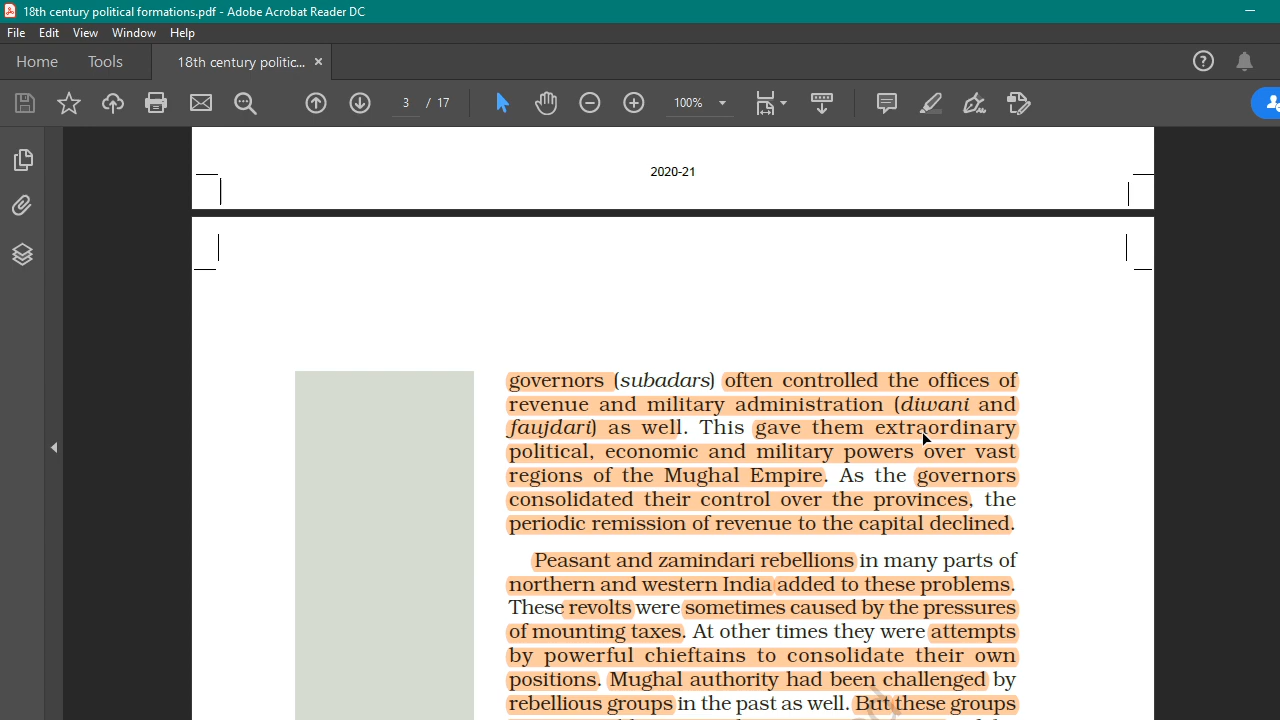 18th century political formations.pdf - Adobe Acrobat Reader DC
File Edit View Window Help
Home Tools 18th century politic... ×
3 / 17 100%
2020-21
governors (subadars) often controlled the offices of
revenue and military administration (diwani and
faujdari) as well. This gave them extraordinary
political, economic and military powers over vast
regions of the Mughal Empire. As the governors
consolidated their control over the provinces, the
periodic remission of revenue to the capital declined.
Peasant and zamindari rebellions in many parts of
northern and western India added to these problems.
These revolts were sometimes caused by the pressures
of mounting taxes. At other times they were attempts
by powerful chieftains to consolidate their own
positions. Mughal authority had been challenged by
rebellious groups in the past as well. But these groups